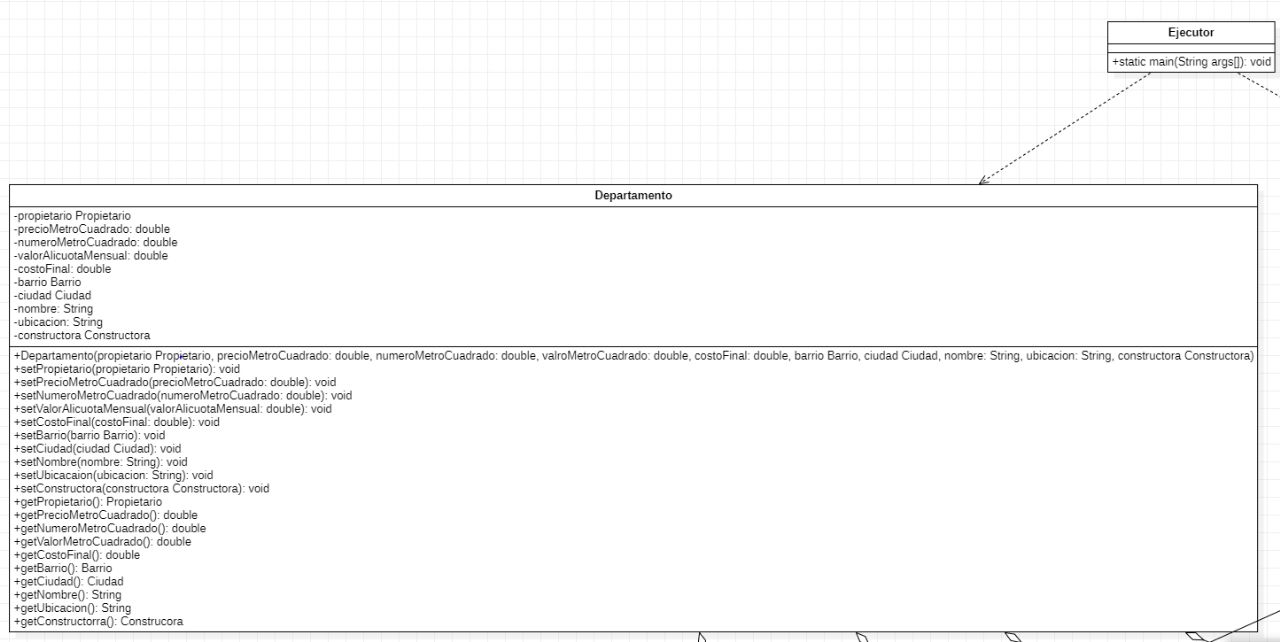 Ejecutor
+static main(String args[]): void
Departamento
-propietario Propietario
-precioMetroCuadrado: double
-numeroMetroCuadrado: double
-valorAlicuotaMensual: double
-costoFinal: double
-barrio Barrio
-ciudad Ciudad
-nombre: String
-ubicacion: String
-constructora Constructora
+Departamento(propietario Propietario, precioMetroCuadrado: double, numeroMetroCuadrado: double, valroMetroCuadrado: double, costoFinal: double, barrio Barrio, ciudad Ciudad, nombre: String, ubicacion: String, constructora Constructora)
+setPropietario(propietario Propietario): void
+setPrecioMetroCuadrado(precioMetroCuadrado: double): void
+setNumeroMetroCuadrado(numeroMetroCuadrado: double): void
+setValorAlicuotaMensual(valorAlicuotaMensual: double): void
+setCostoFinal(costoFinal: double): void
+setBarrio(barrio Barrio): void
+setCiudad(ciudad Ciudad): void
+setNombre(nombre: String): void
+setUbicacaion(ubicacion: String): void
+setConstructora(constructora Constructora): void
+getPropietario(): Propietario
+getPrecioMetroCuadrado(): double
+getNumeroMetroCuadrado(): double
+getValorMetroCuadrado(): double
+getCostoFinal(): double
+getBarrio(): Barrio
+getCiudad(): Ciudad
+getNombre(): String
+getUbicacion(): String
+getConstructorra(): Construcora